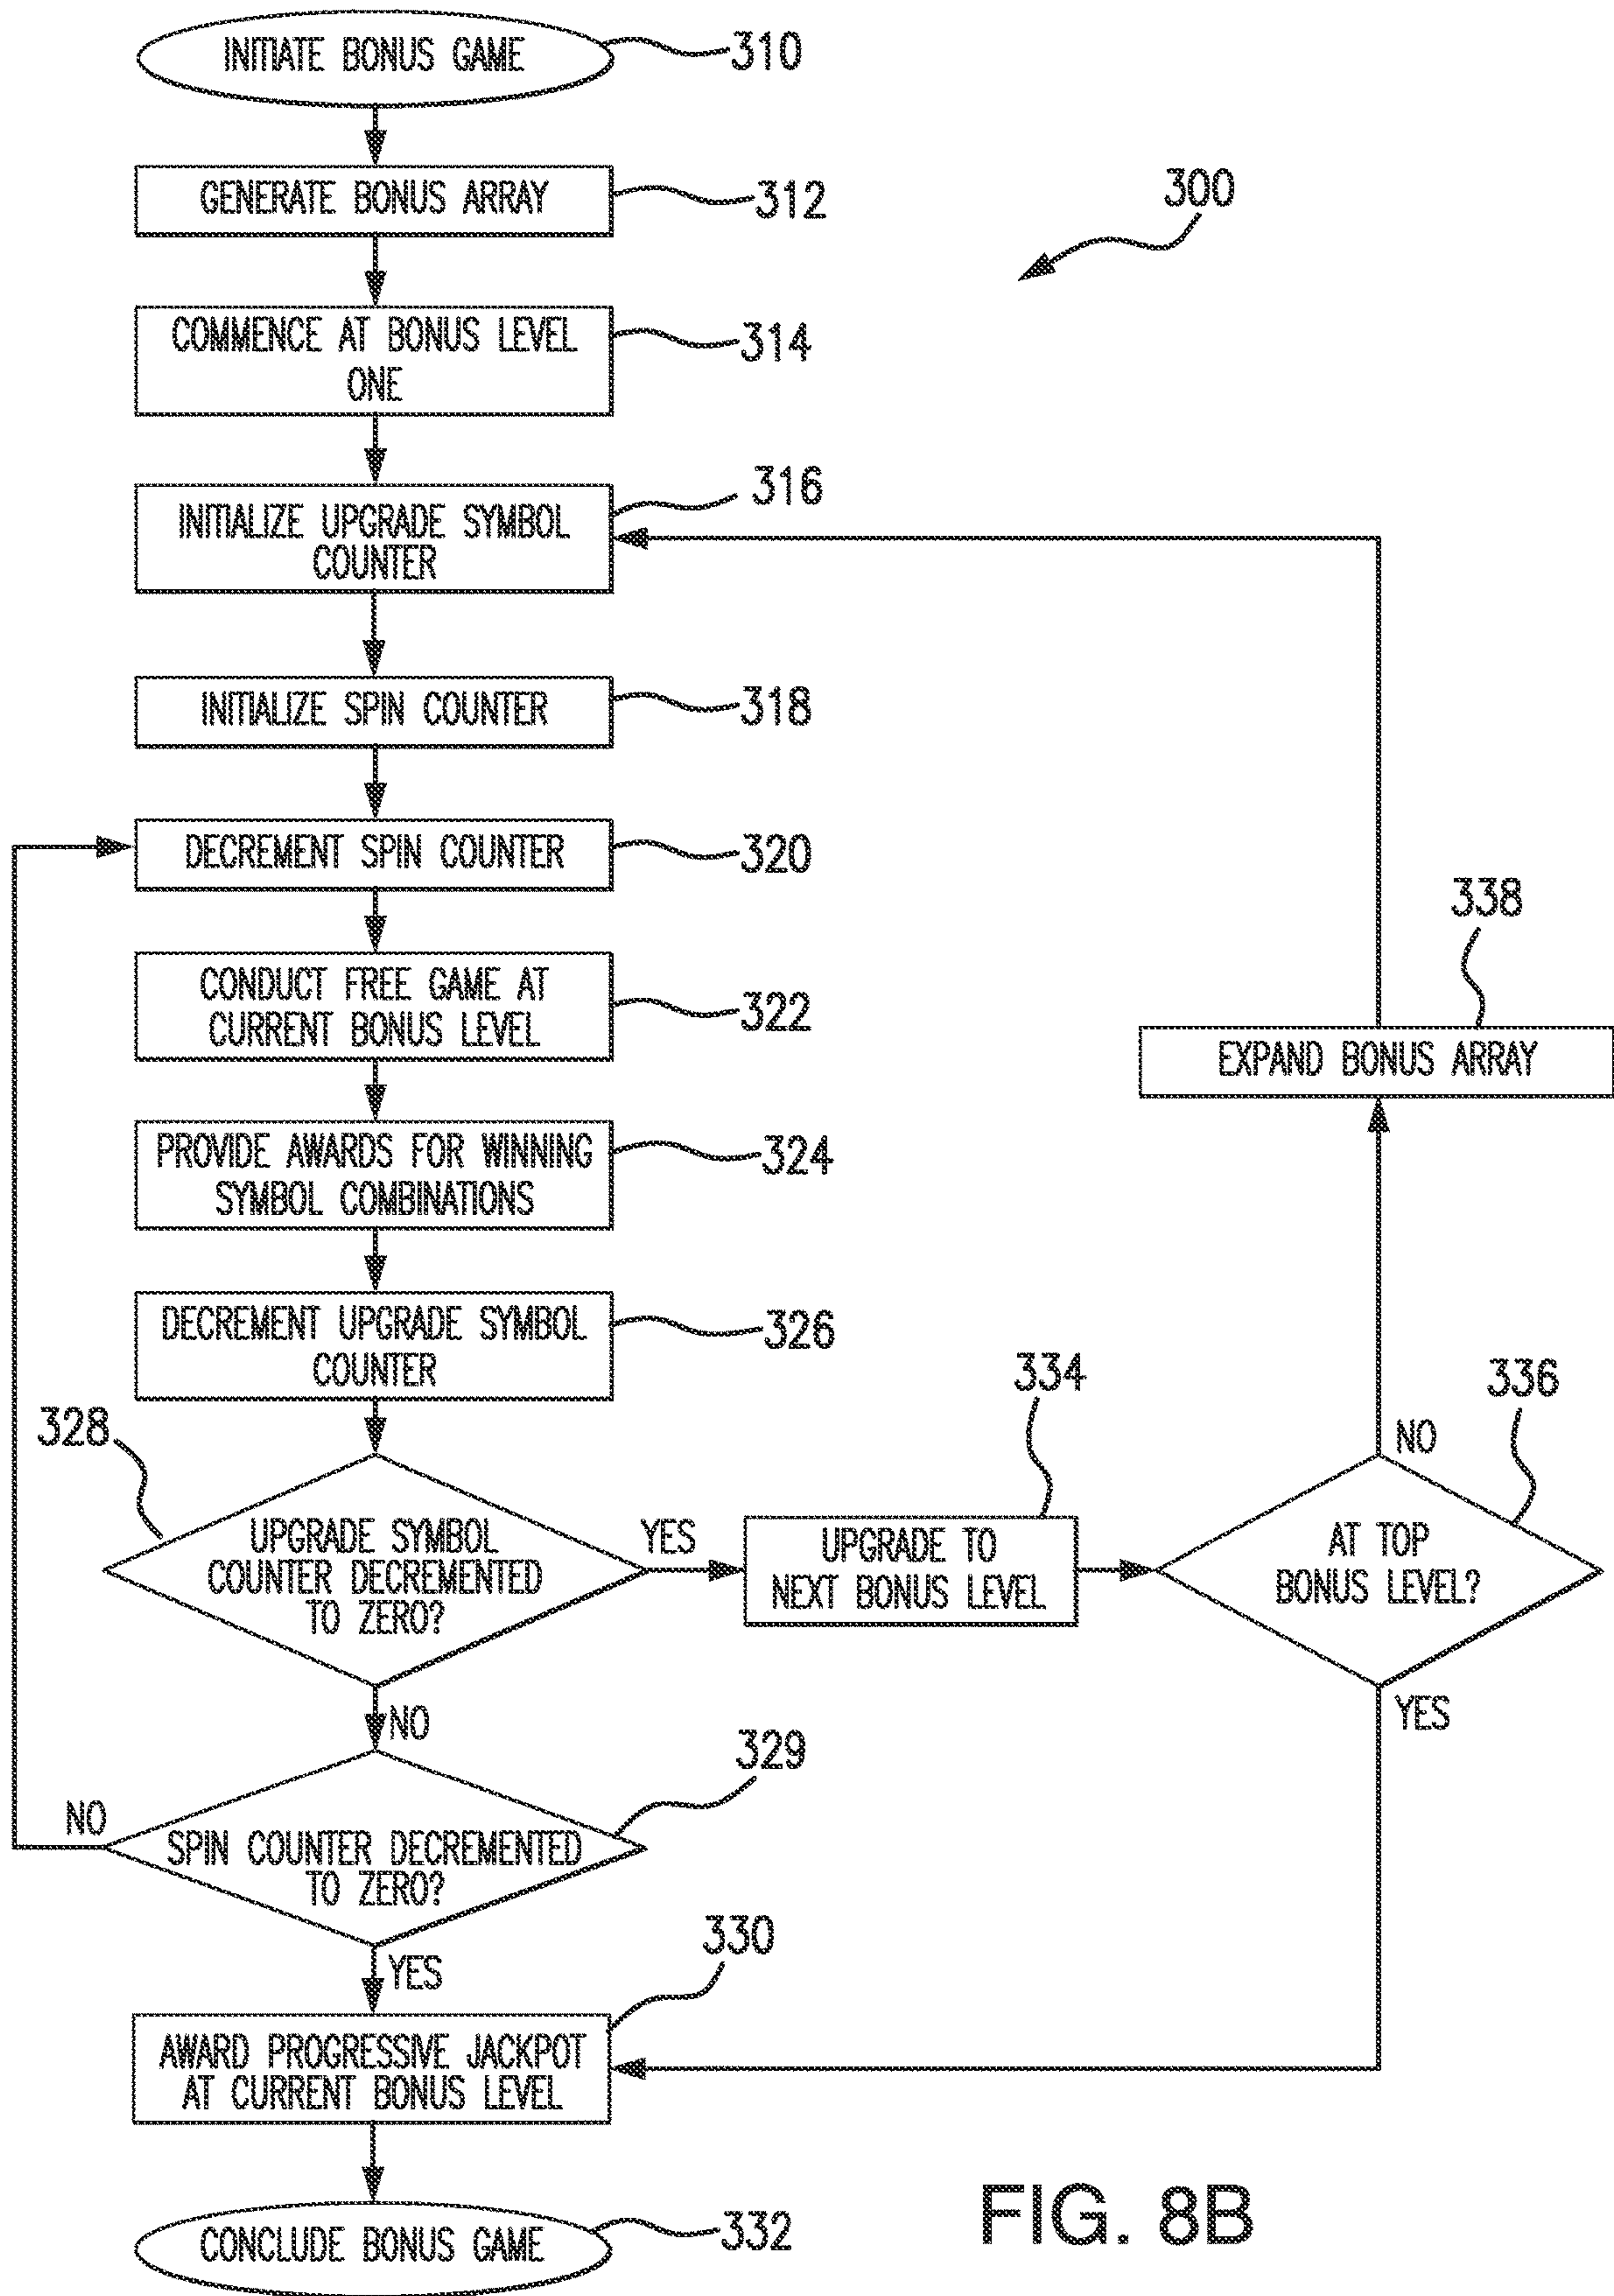 INITIATE BONUS GAME
310
GENERATE BONUS ARRAY
312
300
COMMENCE AT BONUS LEVEL
ONE
314
INITIALIZE UPGRADE SYMBOL
COUNTER
316
INITIALIZE SPIN COUNTER
318
DECREMENT SPIN COUNTER
320
CONDUCT FREE GAME AT
CURRENT BONUS LEVEL
322
338
EXPAND BONUS ARRAY
PROVIDE AWARDS FOR WINNING
SYMBOL COMBINATIONS
324
DECREMENT UPGRADE SYMBOL
COUNTER
326
328
UPGRADE SYMBOL
COUNTER DECREMENTED
TO ZERO?
YES
334
UPGRADE TO
NEXT BONUS LEVEL
336
NO
AT TOP
BONUS LEVEL?
YES
NO
329
NO
SPIN COUNTER DECREMENTED
TO ZERO?
YES
330
AWARD PROGRESSIVE JACKPOT
AT CURRENT BONUS LEVEL
CONCLUDE BONUS GAME
332
FIG. 8B